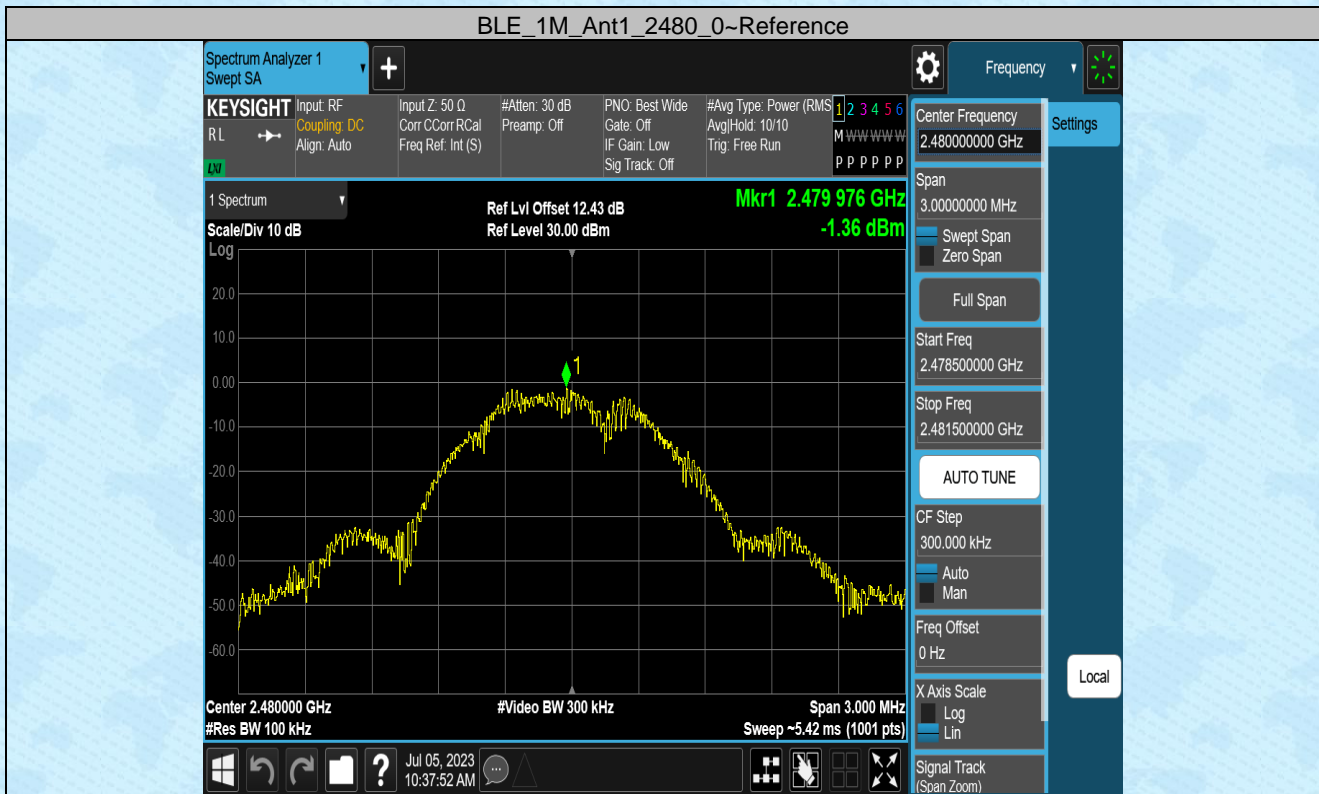 BLE_1M_Ant1_2480_0~Reference
Spectrum Analyzer 1
Swept SA
Frequency
KEYSIGHT
R L
LXI
Input: RF
Coupling: DC
Align: Auto
Input Z: 50 Ω
Corr CCorr RCal
Freq Ref: Int (S)
#Atten: 30 dB
Preamp: Off
PNO: Best Wide
Gate: Off
IF Gain: Low
Sig Track: Off
#Avg Type: Power (RMS
Avg|Hold: 10/10
Trig: Free Run
1 2 3 4 5 6
M W W W W W
P P P P P P
1 Spectrum
Scale/Div 10 dB
Log
Ref Lvl Offset 12.43 dB
Ref Level 30.00 dBm
Mkr1 2.479 976 GHz
-1.36 dBm
20.0
10.0
0.00
-10.0
-20.0
-30.0
-40.0
-50.0
-60.0
1
Center 2.480000 GHz
#Res BW 100 kHz
#Video BW 300 kHz
Span 3.000 MHz
Sweep ~5.42 ms (1001 pts)
Center Frequency
2.480000000 GHz
Settings
Span
3.00000000 MHz
Swept Span
Zero Span
Full Span
Start Freq
2.478500000 GHz
Stop Freq
2.481500000 GHz
AUTO TUNE
CF Step
300.000 kHz
Auto
Man
Freq Offset
0 Hz
X Axis Scale
Log
Lin
Signal Track
(Span Zoom)
Local
?
Jul 05, 2023
10:37:52 AM